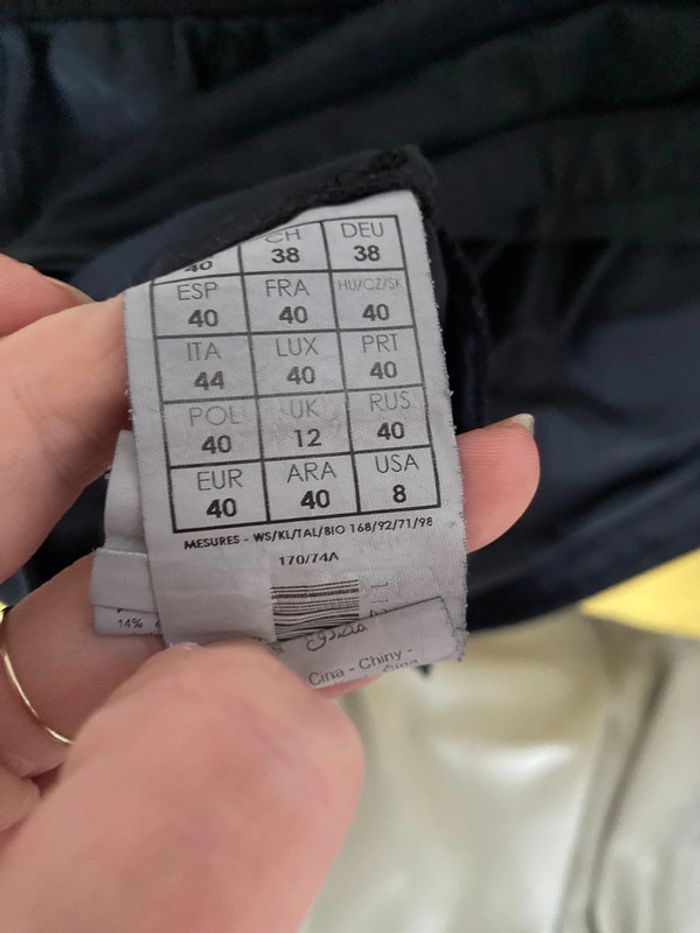 CH DEU
40 38 38
ESP FRA HU/CZ/SK
40 40 40
ITA LUX PRT
44 40 40
POL UK RUS
40 12 40
EUR ARA USA
40 40 8
MESURES - WS/KL/TAL/BIO 168/92/71/98
170/74A
14%
Cina - Chiny -